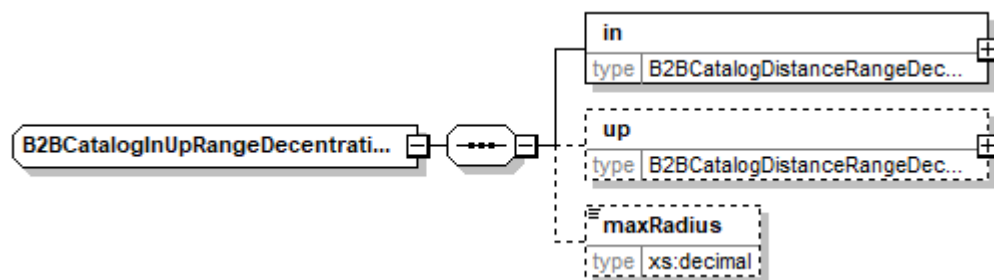 in
type B2BCatalogDistanceRangeDec...
B2BCatalogInUpRangeDecentrati...
up
type B2BCatalogDistanceRangeDec...
maxRadius
type xs:decimal